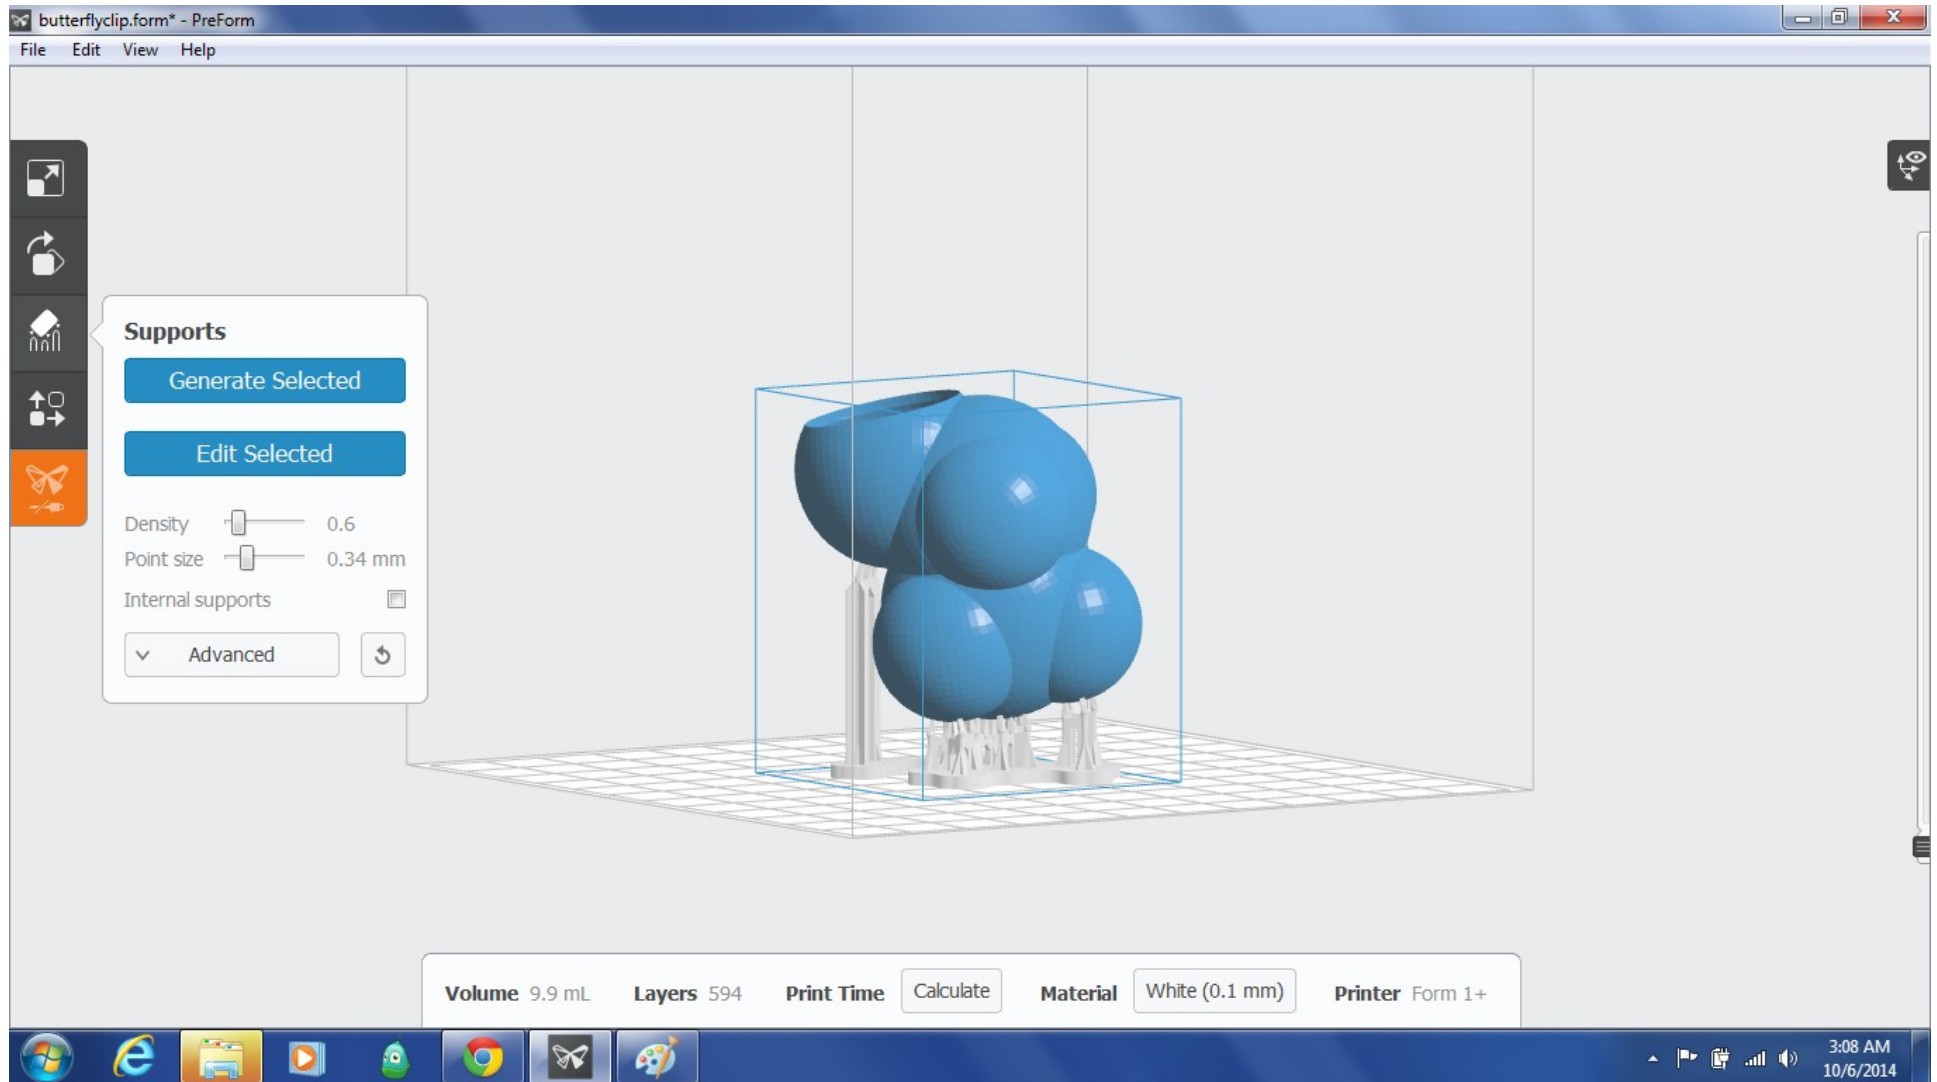 butterflyclip.form* - PreForm
File Edit View Help
Supports
Generate Selected
Edit Selected
Density 0.6
Point size 0.34 mm
Internal supports
Advanced
Volume 9.9 mL Layers 594 Print Time Calculate Material White (0.1 mm) Printer Form 1+
3:08 AM
10/6/2014